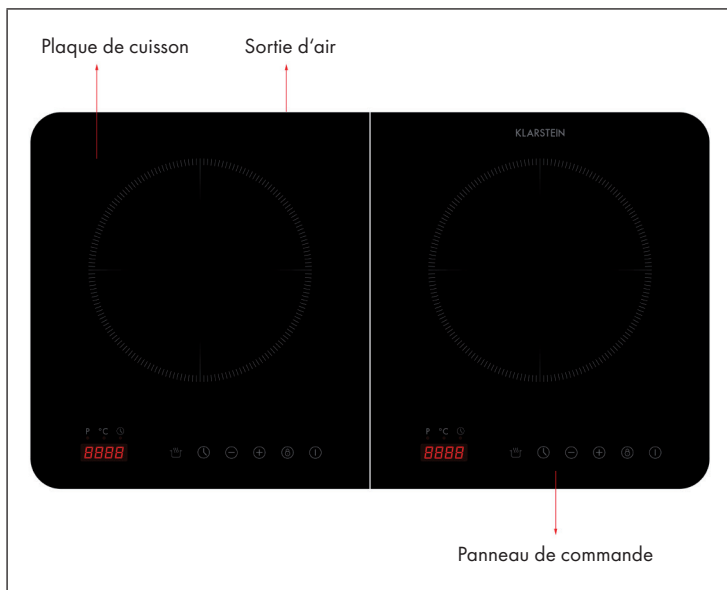 Plaque de cuisson
Sortie d‘air
KLARSTEIN
P °C
8888
P °C
8888
Panneau de commande